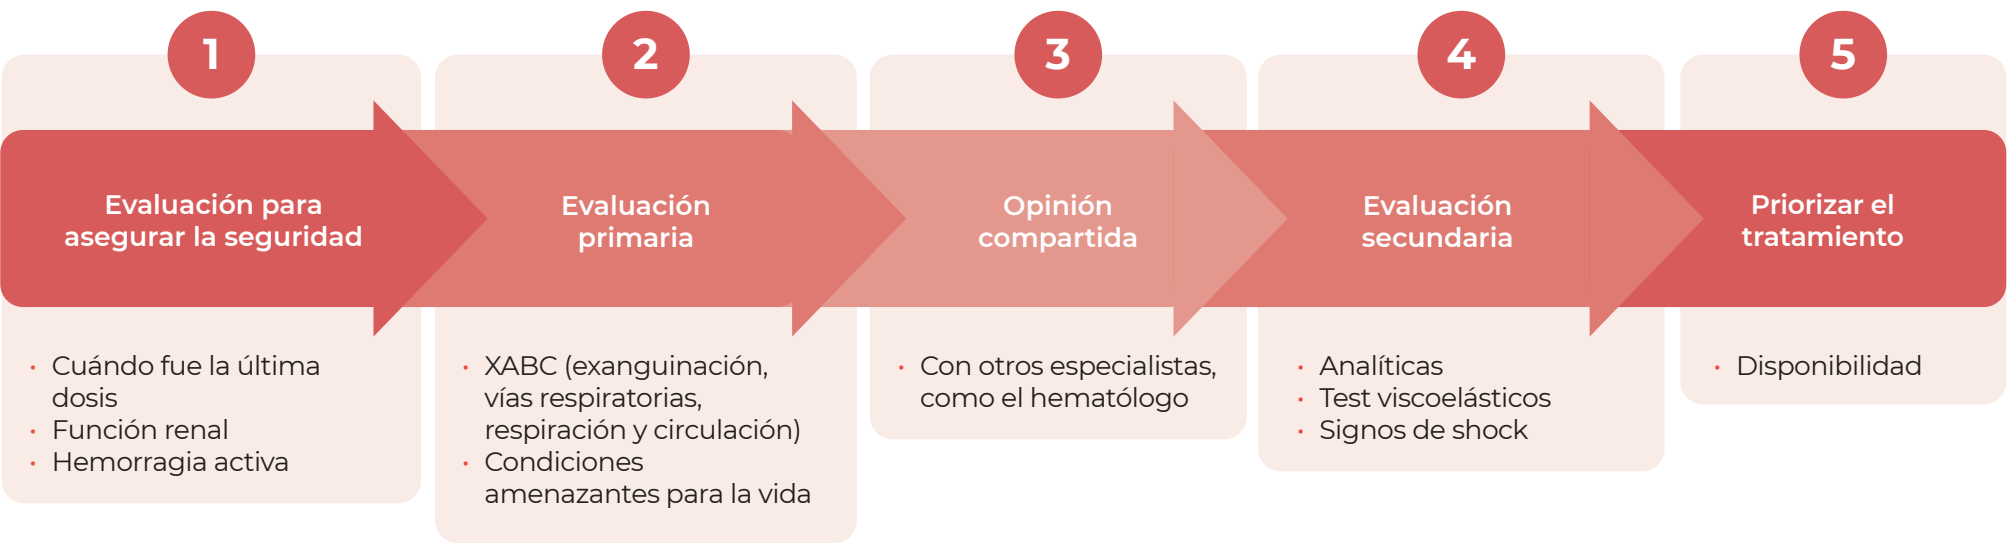 1
Evaluación para
asegurar la seguridad
• Cuándo fue la última
dosis
• Función renal
• Hemorragia activa
2
Evaluación
primaria
• XABC (exanguinación,
vías respiratorias,
respiración y circulación)
• Condiciones
amenazantes para la vida
3
Opinión
compartida
• Con otros especialistas,
como el hematólogo
4
Evaluación
secundaria
• Analíticas
• Test viscoelásticos
• Signos de shock
5
Priorizar el
tratamiento
• Disponibilidad